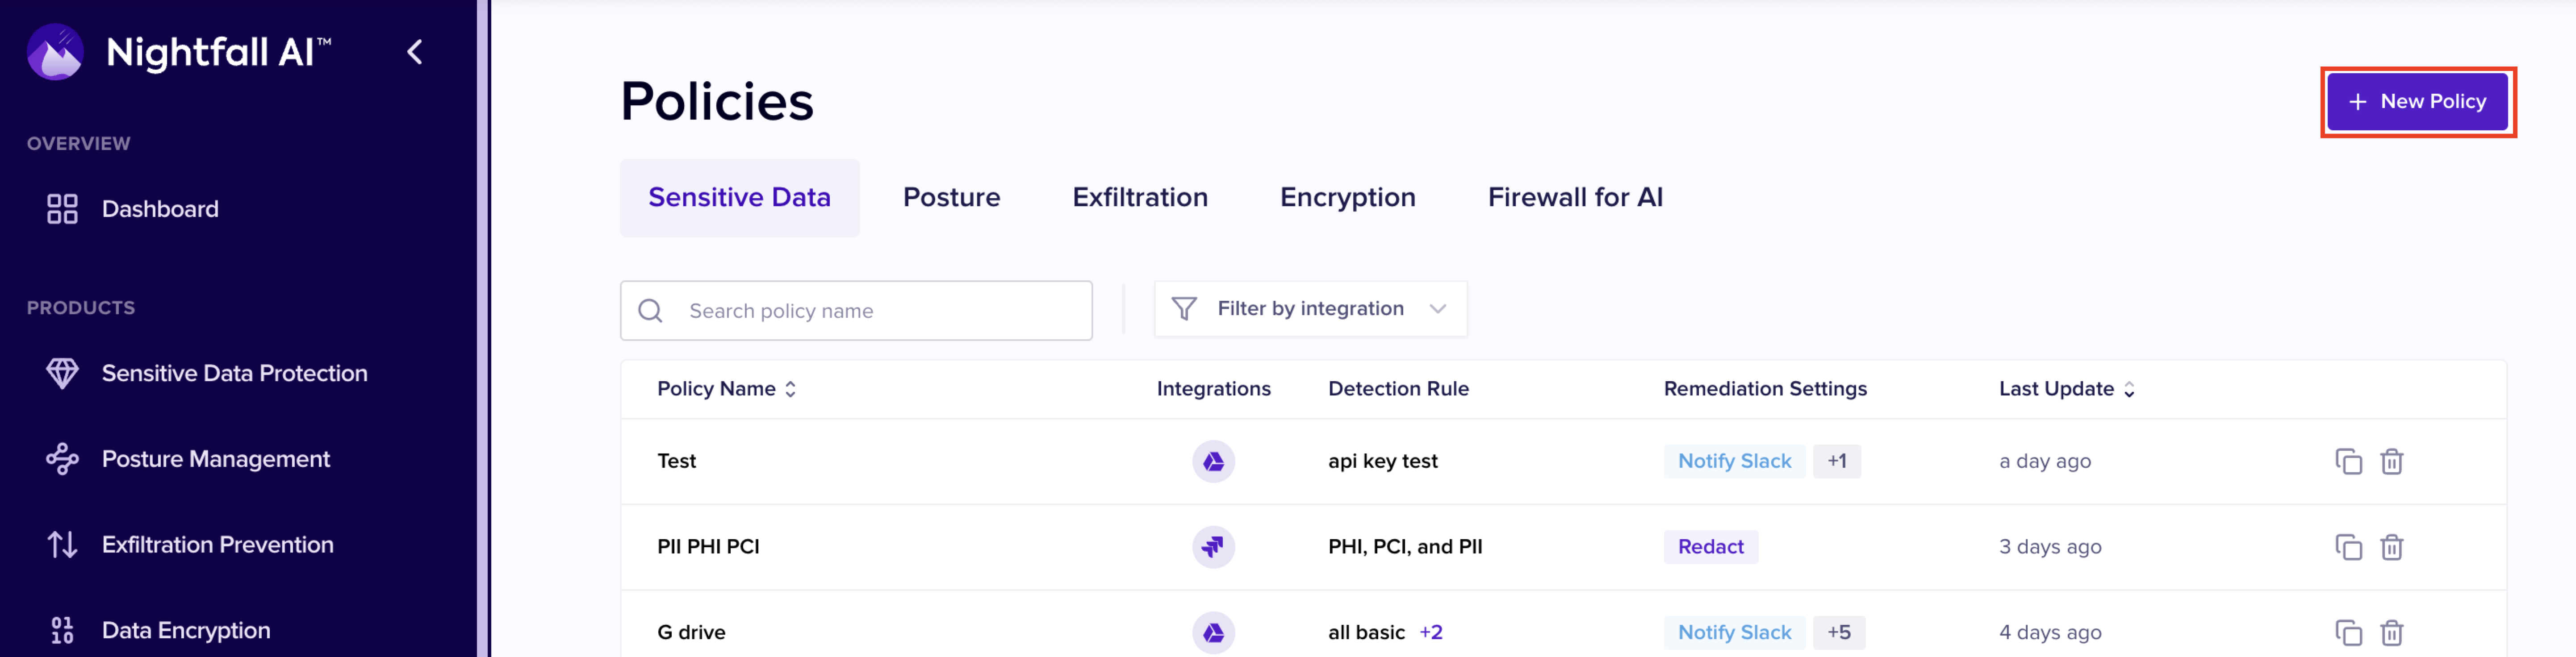 Nightfall AI™
OVERVIEW
Dashboard
PRODUCTS
Sensitive Data Protection
Posture Management
Exfiltration Prevention
Data Encryption
Policies
+ New Policy
Sensitive Data Posture Exfiltration Encryption Firewall for AI
Search policy name Filter by integration
Policy Name Integrations Detection Rule Remediation Settings Last Update
Test api key test Notify Slack +1 a day ago
PII PHI PCI PHI, PCI, and PII Redact 3 days ago
G drive all basic +2 Notify Slack +5 4 days ago